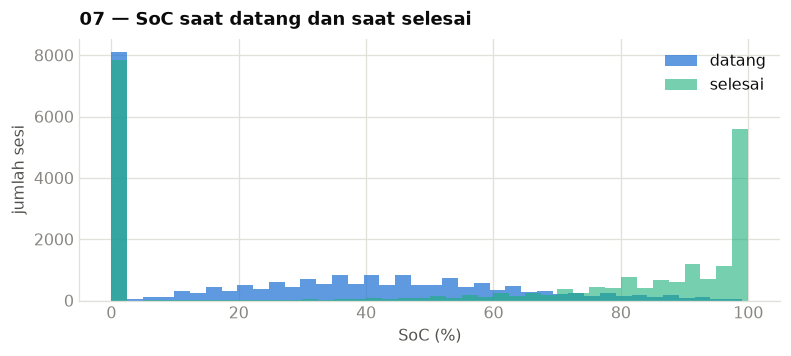 07 — SoC saat datang dan saat selesai
datang
selesai
jumlah sesi
8000
6000
4000
2000
0
0 20 40 60 80 100
SoC (%)